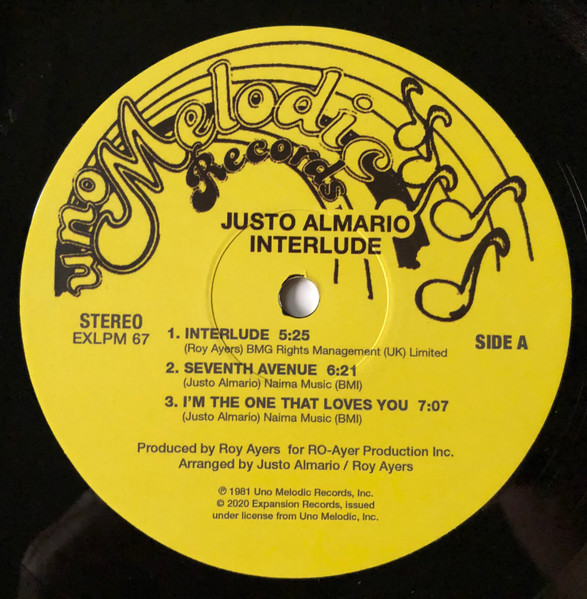 Uno Melodic
Records
JUSTO ALMARIO
INTERLUDE
STEREO
EXLPM 67
SIDE A
1. INTERLUDE 5:25
(Roy Ayers) BMG Rights Management (UK) Limited
2. SEVENTH AVENUE 6:21
(Justo Almario) Naima Music (BMI)
3. I'M THE ONE THAT LOVES YOU 7:07
(Justo Almario) Naima Music (BMI)
Produced by Roy Ayers for RO-Ayer Production Inc.
Arranged by Justo Almario / Roy Ayers
℗ 1981 Uno Melodic Records, Inc.
© 2020 Expansion Records, issued
under license from Uno Melodic, Inc.